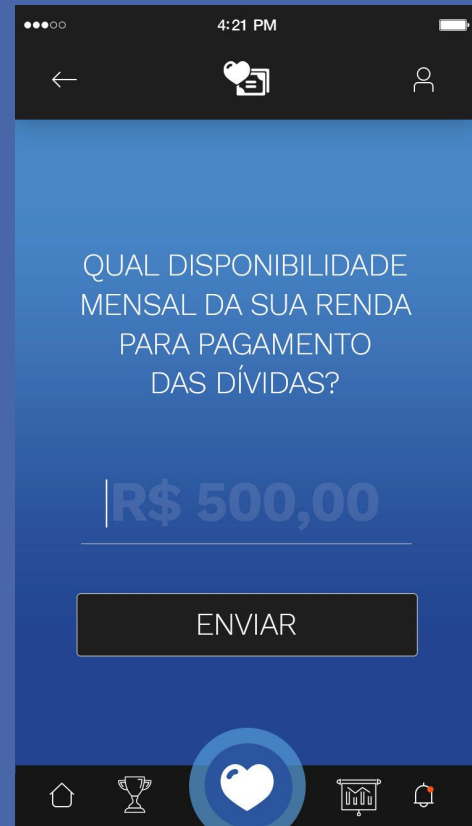 4:21 PM
QUAL DISPONIBILIDADE
MENSAL DA SUA RENDA
PARA PAGAMENTO
DAS DÍVIDAS?
R$ 500,00
ENVIAR